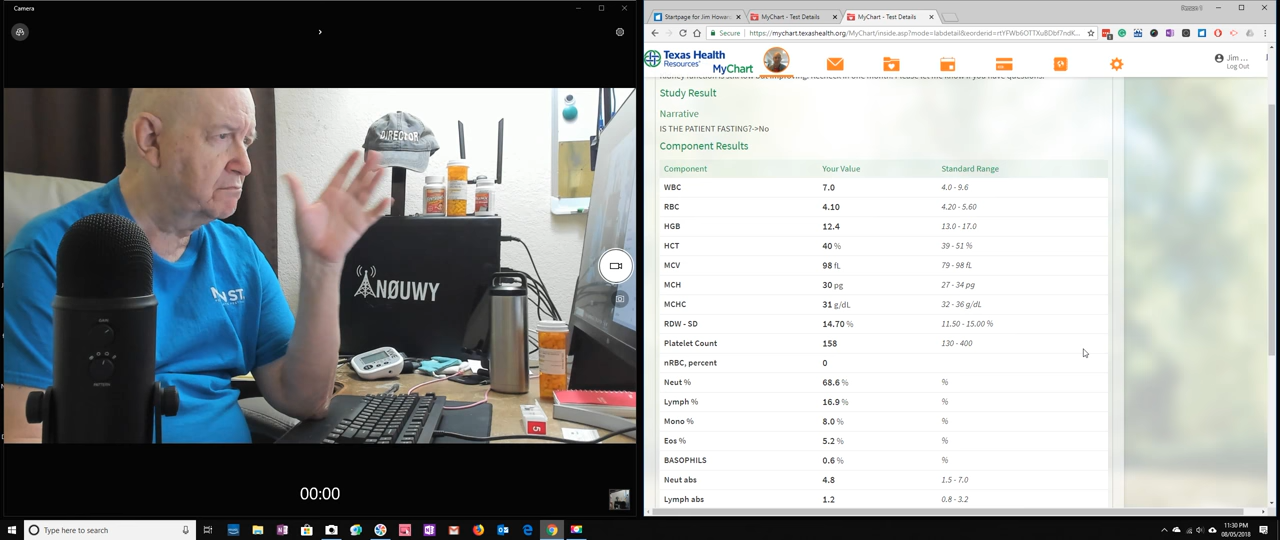 Camera
00:00
DIRECTOR
ANØUWY
GAIN
PATTERN
5
Startpage for Jim Howar
MyChart - Test Details
MyChart - Test Details
Secure
https://mychart.texashealth.org/MyChart/inside.asp?mode=labdetail&eorderid=
Texas Health
Resources
MyChart
Jim ...
Log Out
Study Result
Narrative
IS THE PATIENT FASTING?->No
Component Results
Component Your Value Standard Range
WBC 7.0 4.0 - 9.6
RBC 4.10 4.20 - 5.60
HGB 12.4 13.0 - 17.0
HCT 40 % 39 - 51 %
MCV 98 fL 79 - 98 fL
MCH 30 pg 27 - 34 pg
MCHC 31 g/dL 32 - 36 g/dL
RDW - SD 14.70 % 11.50 - 15.00 %
Platelet Count 158 130 - 400
nRBC, percent 0
Neut % 68.6 % %
Lymph % 16.9 % %
Mono % 8.0 % %
Eos % 5.2 % %
BASOPHILS 0.6 % %
Neut abs 4.8 1.5 - 7.0
Lymph abs 1.2 0.8 - 3.2
Type here to search
11:30 PM
08/05/2018